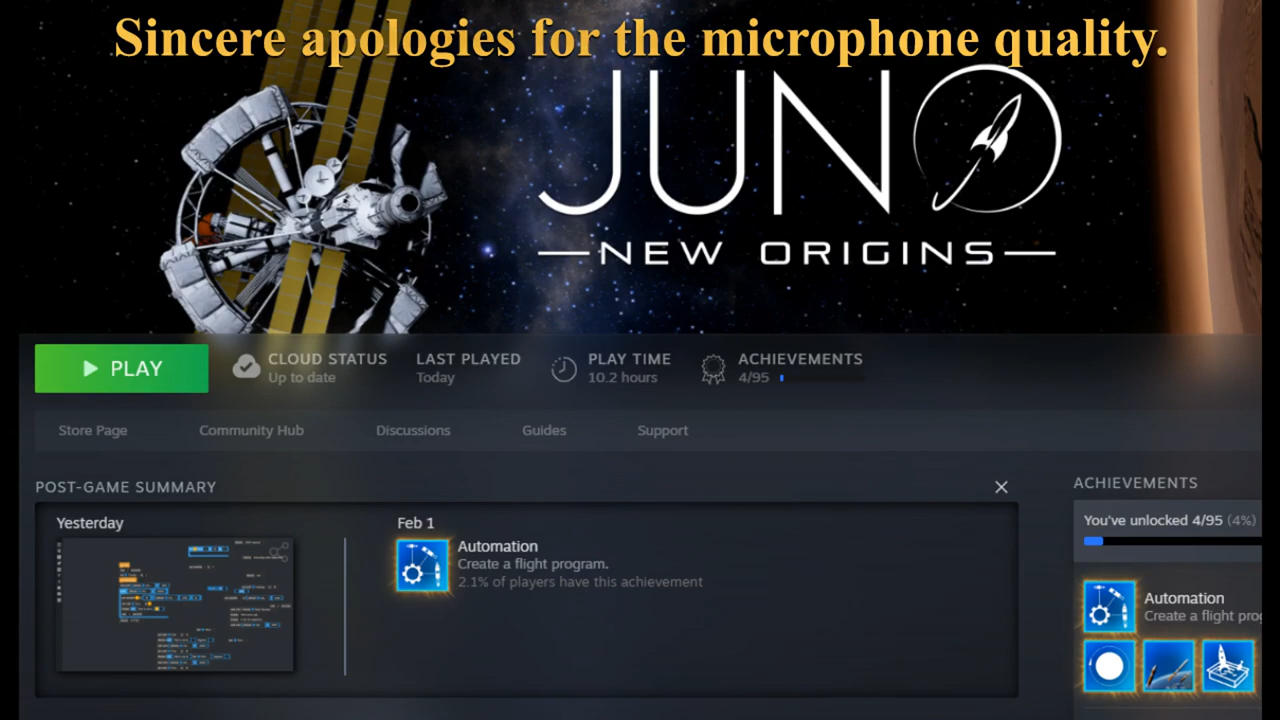 Sincere apologies for the microphone quality.
JUNO
—NEW ORIGINS—
PLAY
CLOUD STATUS
Up to date
LAST PLAYED
Today
PLAY TIME
10.2 hours
ACHIEVEMENTS
4/95
Store Page
Community Hub
Discussions
Guides
Support
POST-GAME SUMMARY
Yesterday
Feb 1
Automation
Create a flight program.
2.1% of players have this achievement
ACHIEVEMENTS
You've unlocked 4/95 (4%)
Automation
Create a flight prog